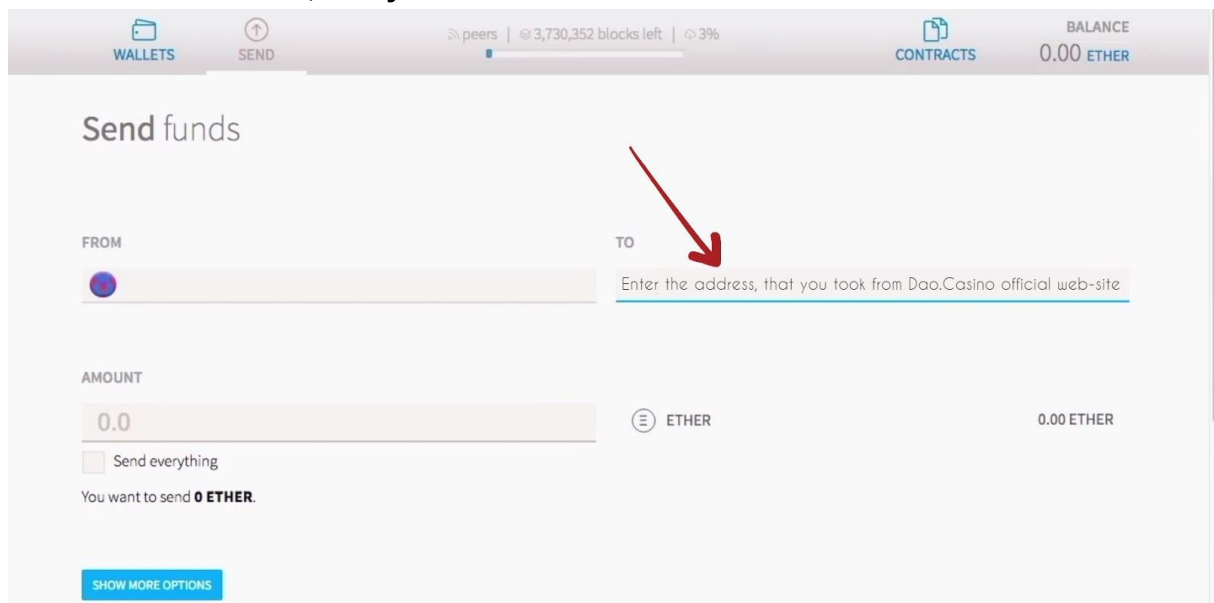 WALLETS
SEND
peers | 3,730,352 blocks left | 3%
CONTRACTS
BALANCE
0.00 ETHER
Send funds
FROM
TO
Enter the address, that you took from Dao.Casino official web-site
AMOUNT
0.0
ETHER
0.00 ETHER
Send everything
You want to send 0 ETHER.
SHOW MORE OPTIONS